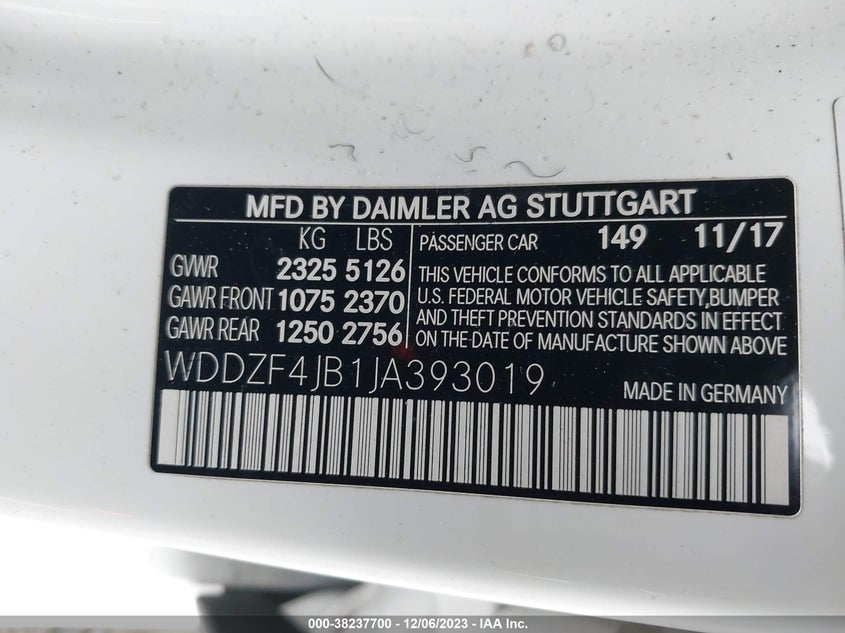 MFD BY DAIMLER AG STUTTGART
KG LBS
GVWR 2325 5126
GAWR FRONT 1075 2370
GAWR REAR 1250 2756
PASSENGER CAR 149 11/17
THIS VEHICLE CONFORMS TO ALL APPLICABLE
U.S. FEDERAL MOTOR VEHICLE SAFETY,BUMPER
AND THEFT PREVENTION STANDARDS IN EFFECT
ON THE DATE OF MANUFACTURE SHOWN ABOVE
WDDZF4JB1JA393019
MADE IN GERMANY
000-38237700 - 12/06/2023 - IAA Inc.